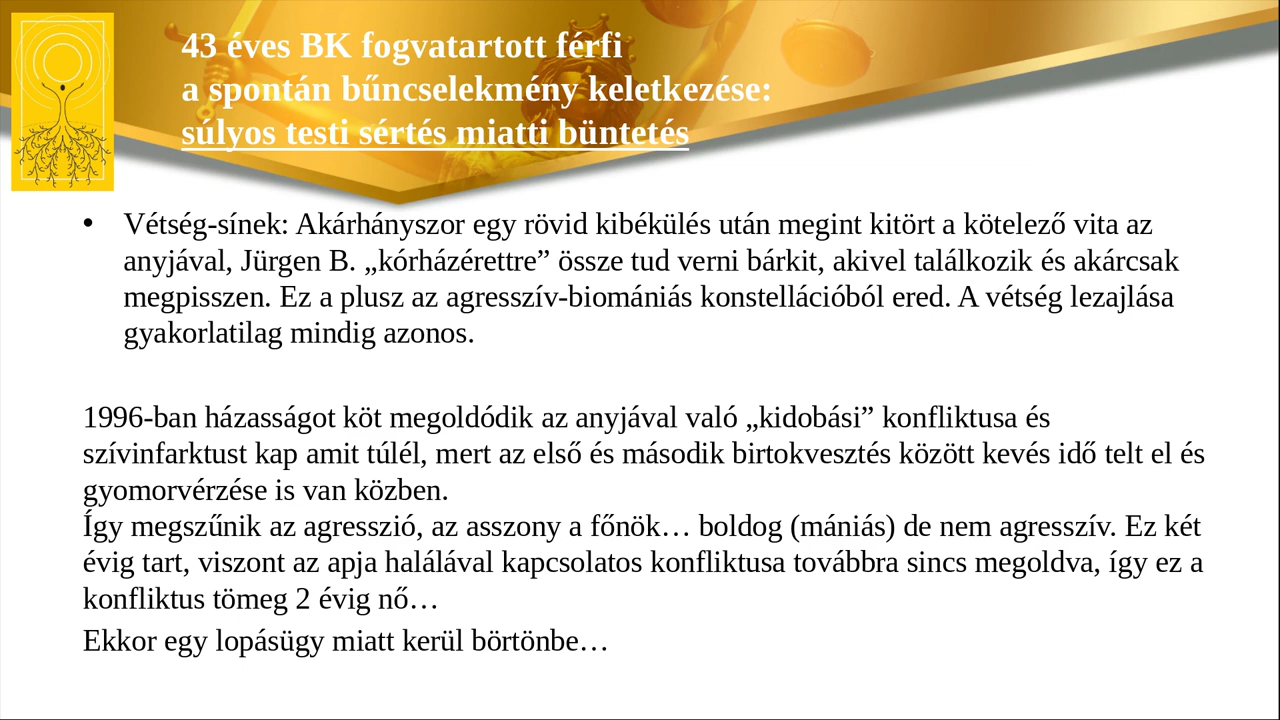 43 éves BK fogvatartott férfi
a spontán bűncselekmény keletkezése:
súlyos testi sértés miatti büntetés
• Vétség-sínek: Akárhányszor egy rövid kibékülés után megint kitört a kötelező vita az
anyjával, Jürgen B. „kórházérettre” össze tud verni bárkit, akivel találkozik és akárcsak
megpisszen. Ez a plusz az agresszív-biomániás konstellációból ered. A vétség lezajlása
gyakorlatilag mindig azonos.
1996-ban házasságot köt megoldódik az anyjával való „kidobási” konfliktusa és
szívinfarktust kap amit túlél, mert az első és második birtokvesztés között kevés idő telt el és
gyomorvérzése is van közben.
Így megszűnik az agresszió, az asszony a főnök… boldog (mániás) de nem agresszív. Ez két
évig tart, viszont az apja halálával kapcsolatos konfliktusa továbbra sincs megoldva, így ez a
konfliktus tömeg 2 évig nő…
Ekkor egy lopásügy miatt kerül börtönbe…